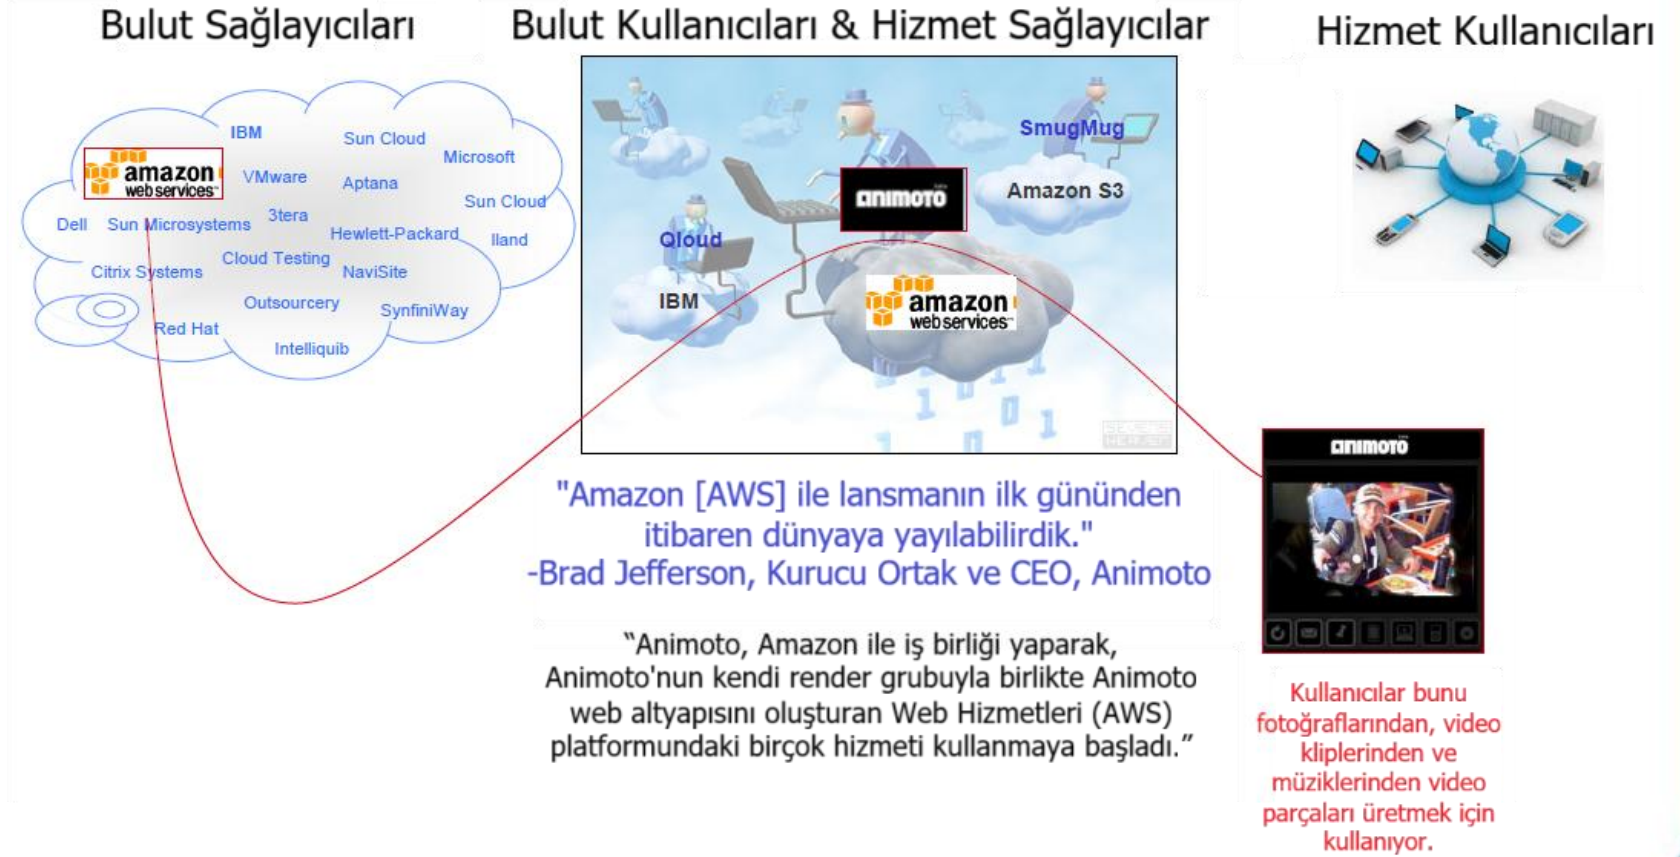 Bulut Sağlayıcıları
IBM
Sun Cloud
Microsoft
amazon
webservices™
VMware
Aptana
Sun Cloud
3tera
Dell
Sun Microsystems
Hewlett-Packard
Iland
Cloud Testing
Citrix Systems
NaviSite
Outsourcery
SynfiniWay
Red Hat
Intelliquib
Bulut Kullanıcıları & Hizmet Sağlayıcılar
SmugMug
Amazon S3
animoto
Qloud
IBM
amazon
webservices™
"Amazon [AWS] ile lansmanın ilk gününden
itibaren dünyaya yayılabilirdik."
-Brad Jefferson, Kurucu Ortak ve CEO, Animoto
“Animoto, Amazon ile iş birliği yaparak,
Animoto'nun kendi render grubuyla birlikte Animoto
web altyapısını oluşturan Web Hizmetleri (AWS)
platformundaki birçok hizmeti kullanmaya başladı.”
Hizmet Kullanıcıları
animoto
Kullanıcılar bunu
fotoğraflarından, video
kliplerinden ve
müziklerinden video
parçaları üretmek için
kullanıyor.